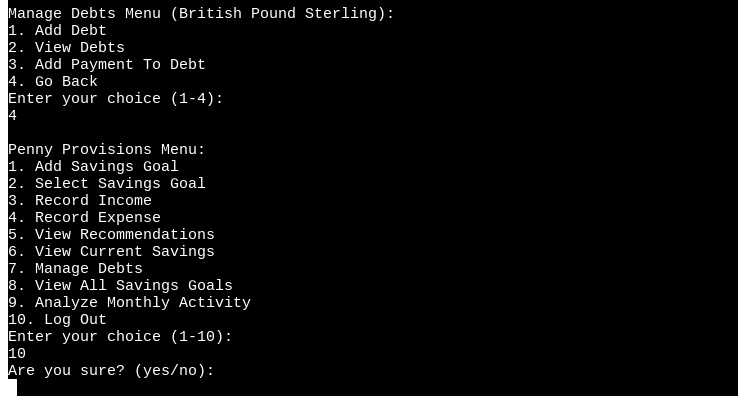 Manage Debts Menu (British Pound Sterling):
1. Add Debt
2. View Debts
3. Add Payment To Debt
4. Go Back
Enter your choice (1-4):
4
Penny Provisions Menu:
1. Add Savings Goal
2. Select Savings Goal
3. Record Income
4. Record Expense
5. View Recommendations
6. View Current Savings
7. Manage Debts
8. View All Savings Goals
9. Analyze Monthly Activity
10. Log Out
Enter your choice (1-10):
10
Are you sure? (yes/no):